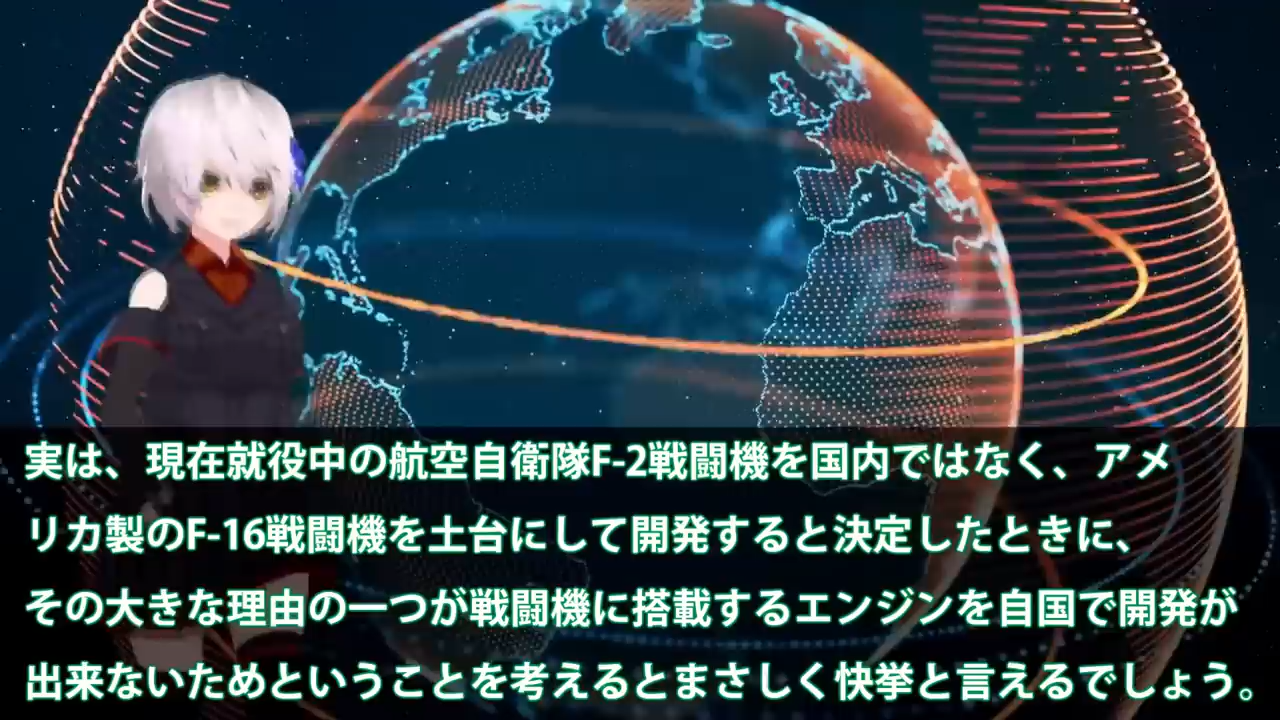 実は、現在就役中の航空自衛隊F-2戦闘機を国内ではなく、アメ
リカ製のF-16戦闘機を土台にして開発すると決定したときに、
その大きな理由の一つが戦闘機に搭載するエンジンを自国で開発が
出来ないためということを考えるとまさしく快挙と言えるでしょう。